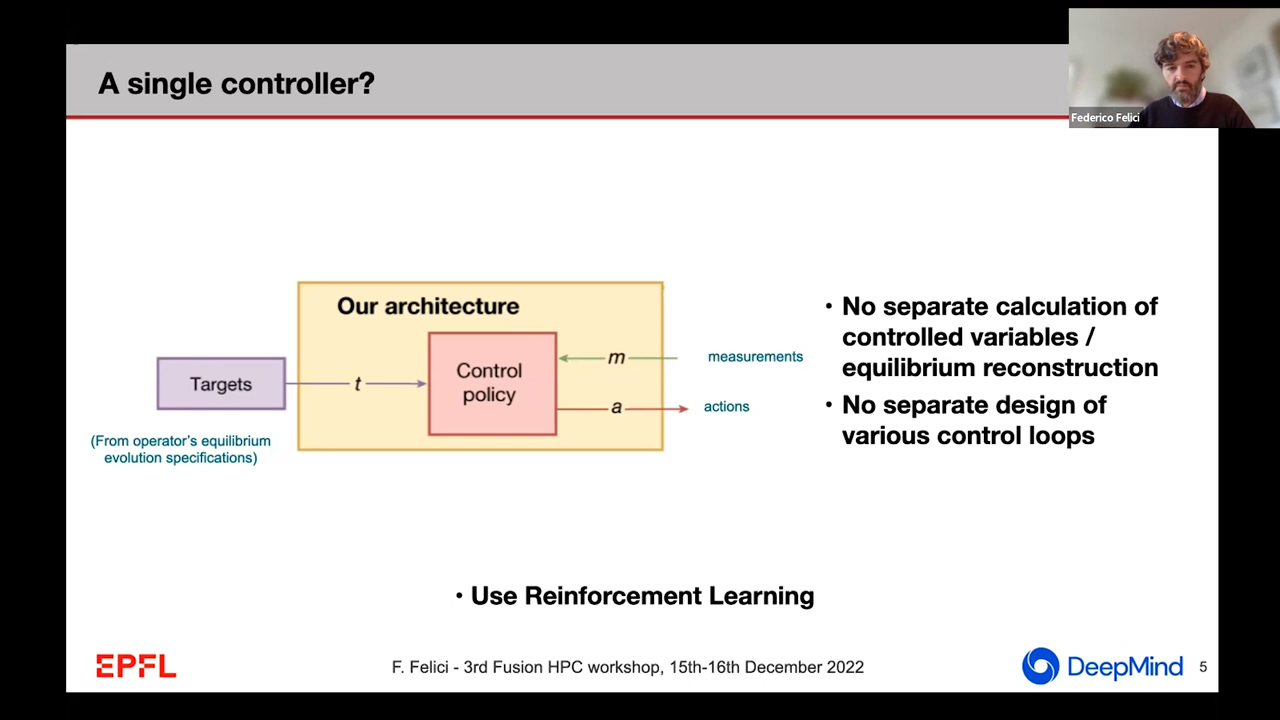 A single controller?
Federico Felici
Our architecture
Targets
t
Control
policy
m
measurements
a
actions
(From operator's equilibrium
evolution specifications)
• No separate calculation of
controlled variables /
equilibrium reconstruction
• No separate design of
various control loops
• Use Reinforcement Learning
EPFL
F. Felici - 3rd Fusion HPC workshop, 15th-16th December 2022
DeepMind
5